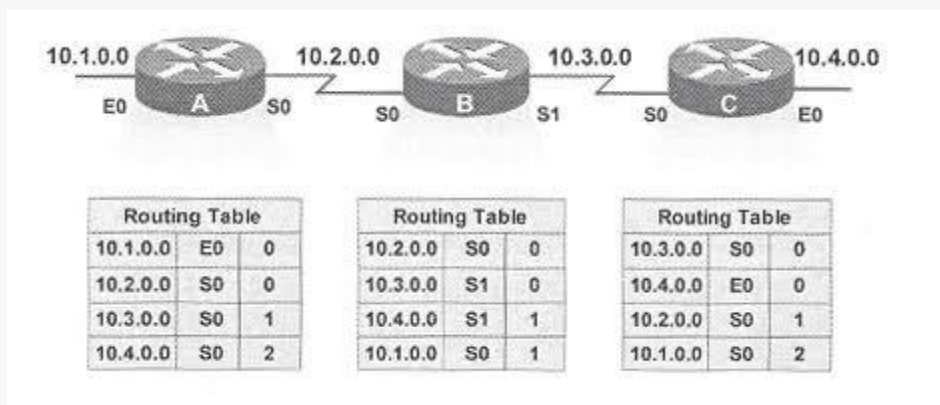 10.1.0.0 10.2.0.0 10.3.0.0 10.4.0.0
E0 A S0 S0 B S1 S0 C E0
Routing Table
10.1.0.0 E0 0
10.2.0.0 S0 0
10.3.0.0 S0 1
10.4.0.0 S0 2
Routing Table
10.2.0.0 S0 0
10.3.0.0 S1 0
10.4.0.0 S1 1
10.1.0.0 S0 1
Routing Table
10.3.0.0 S0 0
10.4.0.0 E0 0
10.2.0.0 S0 1
10.1.0.0 S0 2